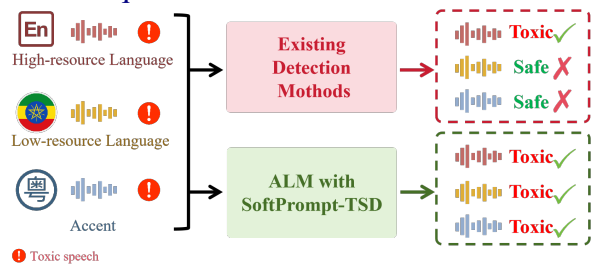 En
High-resource Language
Low-resource Language
粤
Accent
Toxic speech
Existing
Detection
Mothods
ALM with
SoftPrompt-TSD
Toxic
Safe
Safe
Toxic
Toxic
Toxic